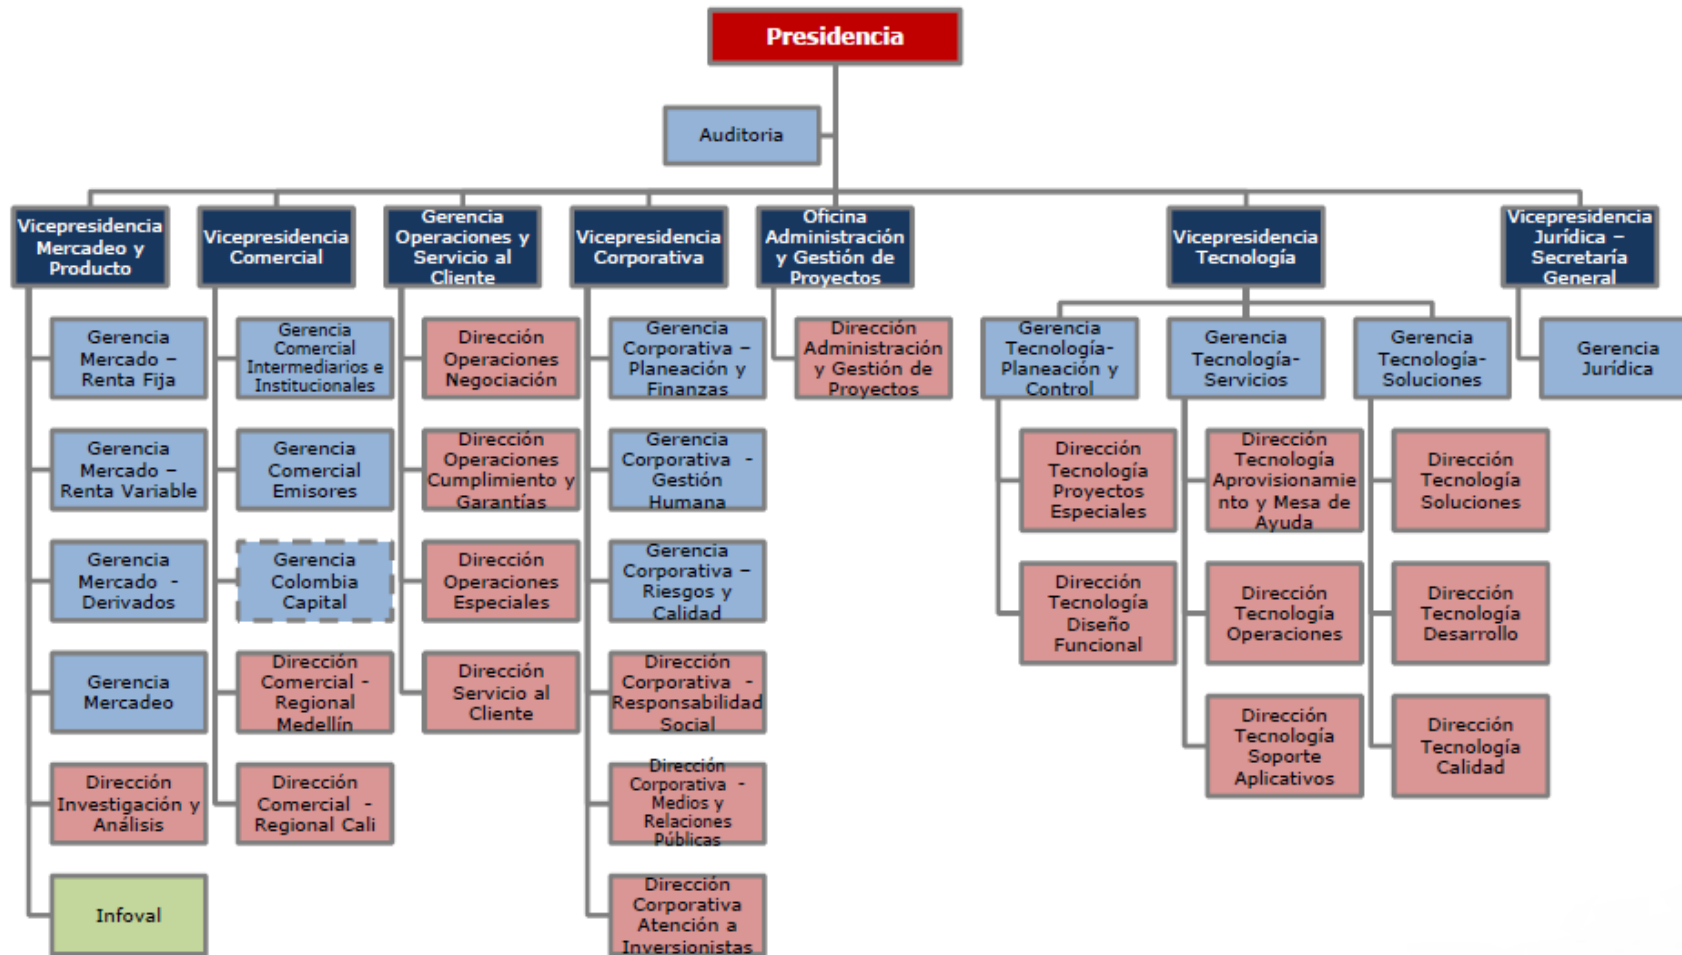 Presidencia
Auditoria
Vicepresidencia
Mercadeo y
Producto
Vicepresidencia
Comercial
Gerencia
Operaciones y
Servicio al
Cliente
Vicepresidencia
Corporativa
Oficina
Administración
y Gestión de
Proyectos
Vicepresidencia
Tecnología
Vicepresidencia
Jurídica –
Secretaría
General
Gerencia
Mercado –
Renta Fija
Gerencia
Comercial
Intermediarios e
Institucionales
Dirección
Operaciones
Negociación
Gerencia
Corporativa –
Planeación y
Finanzas
Dirección
Administración
y Gestión de
Proyectos
Gerencia
Tecnología-
Planeación y
Control
Gerencia
Tecnología-
Servicios
Gerencia
Tecnología-
Soluciones
Gerencia
Jurídica
Gerencia
Mercado –
Renta Variable
Gerencia
Comercial
Emisores
Dirección
Operaciones
Cumplimiento y
Garantías
Gerencia
Corporativa -
Gestión
Humana
Dirección
Tecnología
Proyectos
Especiales
Dirección
Tecnología
Aprovisionamie
nto y Mesa de
Ayuda
Dirección
Tecnología
Soluciones
Gerencia
Mercado -
Derivados
Gerencia
Colombia
Capital
Dirección
Operaciones
Especiales
Gerencia
Corporativa –
Riesgos y
Calidad
Dirección
Tecnología
Diseño
Funcional
Dirección
Tecnología
Operaciones
Dirección
Tecnología
Desarrollo
Gerencia
Mercadeo
Dirección
Comercial -
Regional
Medellín
Dirección
Servicio al
Cliente
Dirección
Corporativa -
Responsabilidad
Social
Dirección
Tecnología
Soporte
Aplicativos
Dirección
Tecnología
Calidad
Dirección
Investigación y
Análisis
Dirección
Comercial -
Regional Cali
Dirección
Corporativa -
Medios y
Relaciones
Públicas
Infoval
Dirección
Corporativa
Atención a
Inversionistas